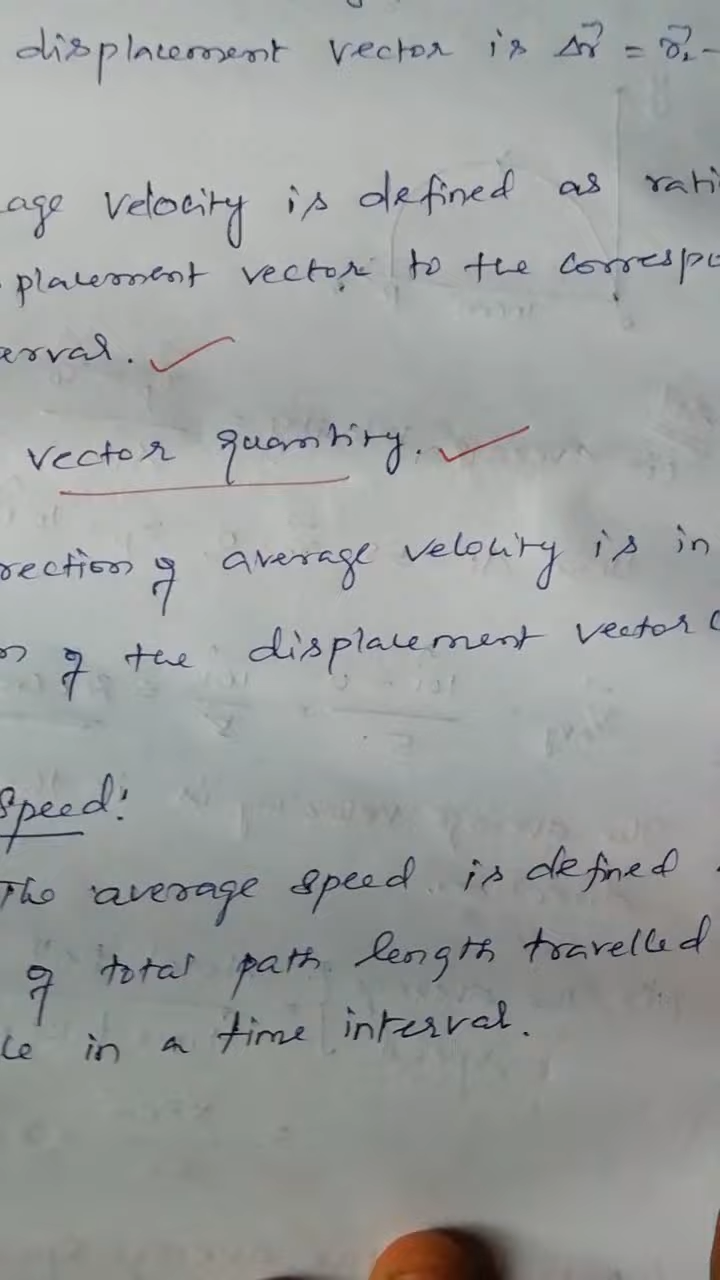 displacement vector is Δr⃗ = r⃗₂ -
age velocity is defined as rati
placement vector to the correspo
erval.
vector quantity.
rection of average velocity is in
of the displacement vector
Speed:
The average speed is defined
of total path length travelled
le in a time interval.